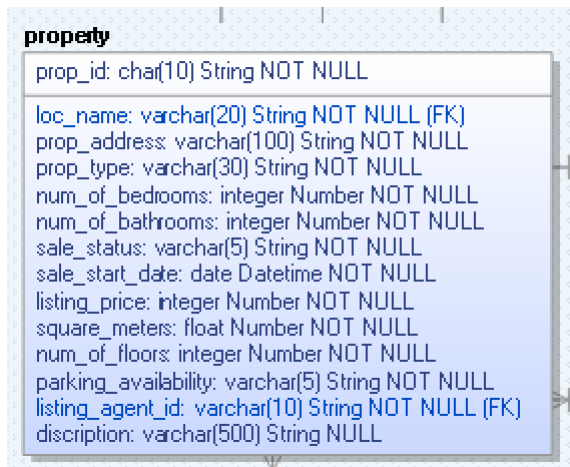 property
prop_id: char(10) String NOT NULL
loc_name: varchar(20) String NOT NULL (FK)
prop_address: varchar(100) String NOT NULL
prop_type: varchar(30) String NOT NULL
num_of_bedrooms: integer Number NOT NULL
num_of_bathrooms: integer Number NOT NULL
sale_status: varchar(5) String NOT NULL
sale_start_date: date Datetime NOT NULL
listing_price: integer Number NOT NULL
square_meters: float Number NOT NULL
num_of_floors: integer Number NOT NULL
parking_availability: varchar(5) String NOT NULL
listing_agent_id: varchar(10) String NOT NULL (FK)
discription: varchar(500) String NULL